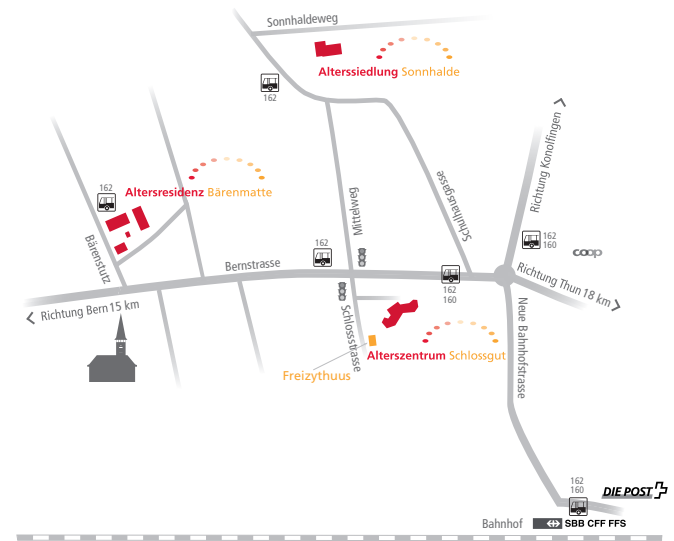 Sonnhaldeweg
Alterssiedlung Sonnhalde
162
Richtung Konolfingen
162
Altersresidenz Bärenmatte
Mittelweg
Schulhausgasse
Bärenstutz
162
162
160
coop
Bernstrasse
Richtung Thun 18 km
162
160
Richtung Bern 15 km
Schlossstrasse
Neue Bahnhofstrasse
Alterszentrum Schlossgut
Freizythuus
162
160
DIE POST
Bahnhof
SBB CFF FFS